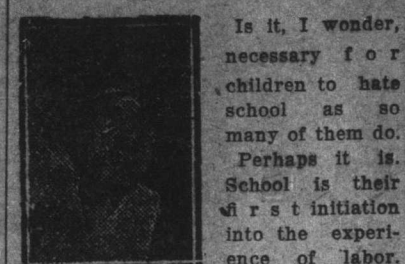 Is it, I wonder,
necessary f o r
children to hate
school as so
many of them do.
Perhaps it is.
School is their
fi r s t initiation
into the experi-
ence of labor.